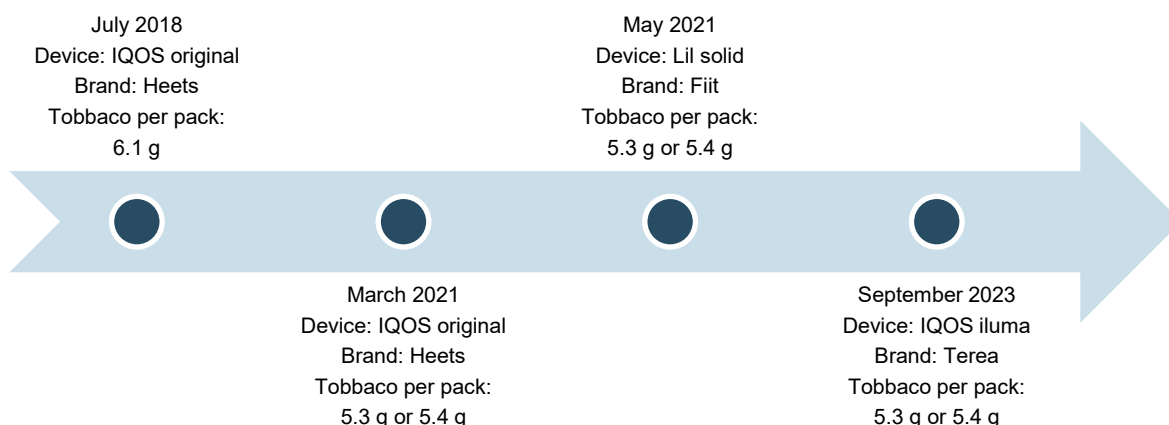 July 2018
Device: IQOS original
Brand: Heets
Tobbaco per pack:
6.1 g
March 2021
Device: IQOS original
Brand: Heets
Tobbaco per pack:
5.3 g or 5.4 g
May 2021
Device: Lil solid
Brand: Fiit
Tobbaco per pack:
5.3 g or 5.4 g
September 2023
Device: IQOS iluma
Brand: Terea
Tobbaco per pack:
5.3 g or 5.4 g